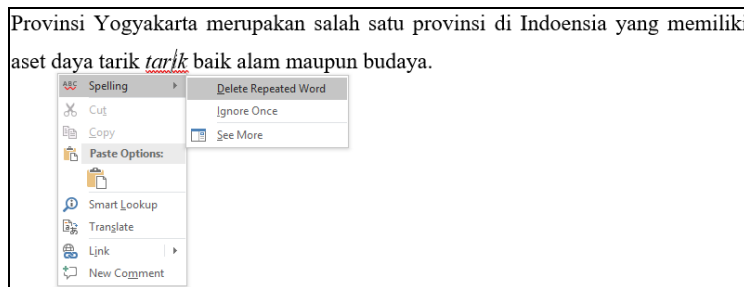 Provinsi Yogyakarta merupakan salah satu provinsi di Indoensia yang memiliki
aset daya tarik tarik baik alam maupun budaya.
ABC Spelling
Delete Repeated Word
Cut
Ignore Once
Copy
See More
Paste Options:
Smart Lookup
Translate
Link
New Comment